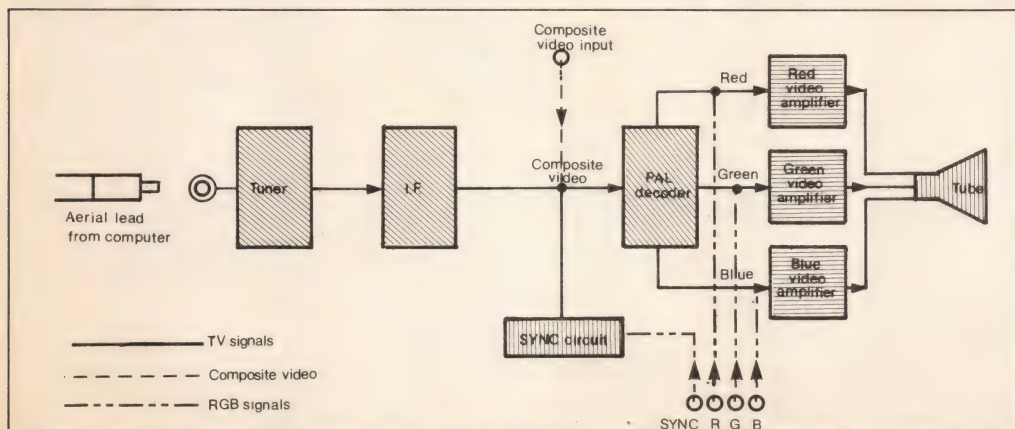 Composite
video input
Red
Red
video
amplifier
Tuner
I.F
Composite
video
PAL
decoder
Green
Green
video
amplifier
Tube
Aerial lead
from computer
Blue
Blue
video
amplifier
SYNC circuit
TV signals
Composite video
RGB signals
SYNC R G B